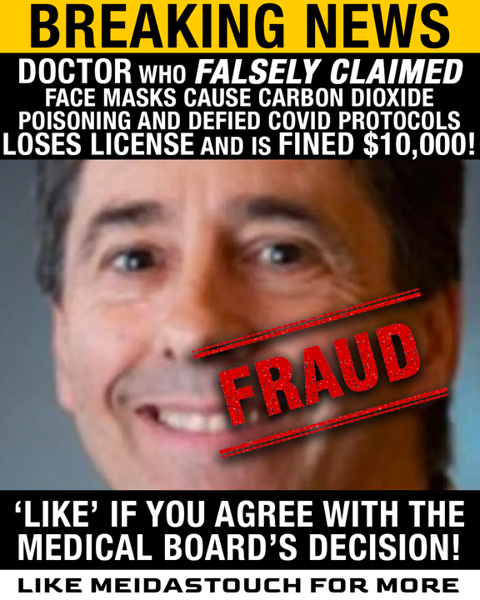 BREAKING NEWS
DOCTOR WHO FALSELY CLAIMED
FACE MASKS CAUSE CARBON DIOXIDE
POISONING AND DEFIED COVID PROTOCOLS
LOSES LICENSE AND IS FINED $10,000!
FRAUD
'LIKE' IF YOU AGREE WITH THE
MEDICAL BOARD'S DECISION!
LIKE MEIDASTOUCH FOR MORE